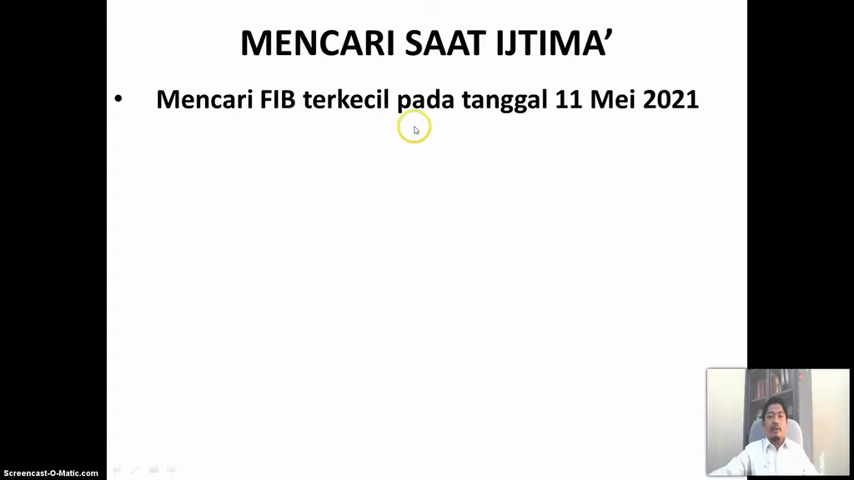 MENCARI SAAT IJTIMA’
• Mencari FIB terkecil pada tanggal 11 Mei 2021
Screencast-O-Matic.com